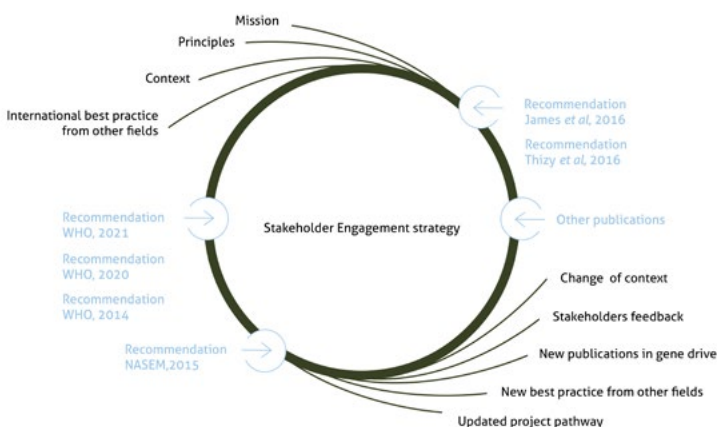 Mission
Principles
Context
International best practice
from other fields
Recommendation
James et al, 2016
Recommendation
Thizy et al, 2016
Recommendation
WHO, 2021
Recommendation
WHO, 2020
Recommendation
WHO, 2014
Stakeholder Engagement strategy
Other publications
Change of context
Stakeholders feedback
New publications in gene drive
New best practice from other fields
Updated project pathway
Recommendation
NASEM,2015